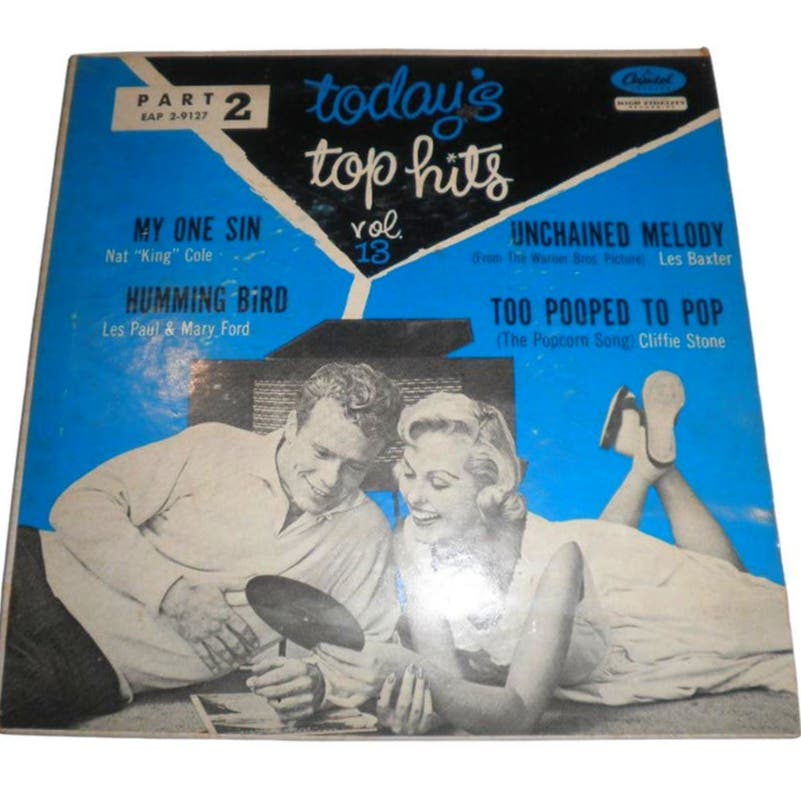 PART 2
EAP 2-9127
today's
top hits
vol.
13
Capitol
HIGH FIDELITY
MY ONE SIN
Nat "King" Cole
HUMMING BIRD
Les Paul & Mary Ford
UNCHAINED MELODY
(From The Warner Bros. Picture) Les Baxter
TOO POOPED TO POP
(The Popcorn Song) Cliffie Stone